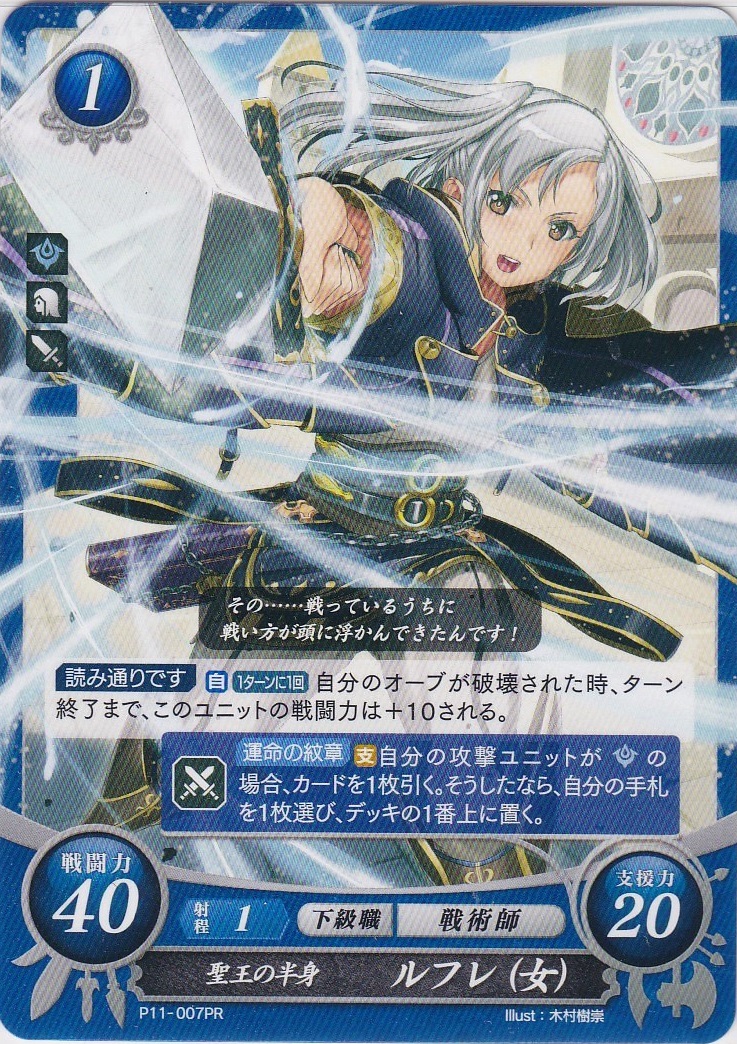 1
その……戦っているうちに
戦い方が頭に浮かんできたんです！
読み通りです 自 1ターンに1回 自分のオーブが破壊された時、ターン
終了まで、このユニットの戦闘力は＋10される。
運命の紋章 支 自分の攻撃ユニットが の
場合、カードを1枚引く。そうしたなら、自分の手札
を1枚選び、デッキの1番上に置く。
戦闘力
40
射程 1 下級職 戦術師
支援力
20
聖王の半身 ルフレ（女）
P11-007PR Illust：木村樹崇